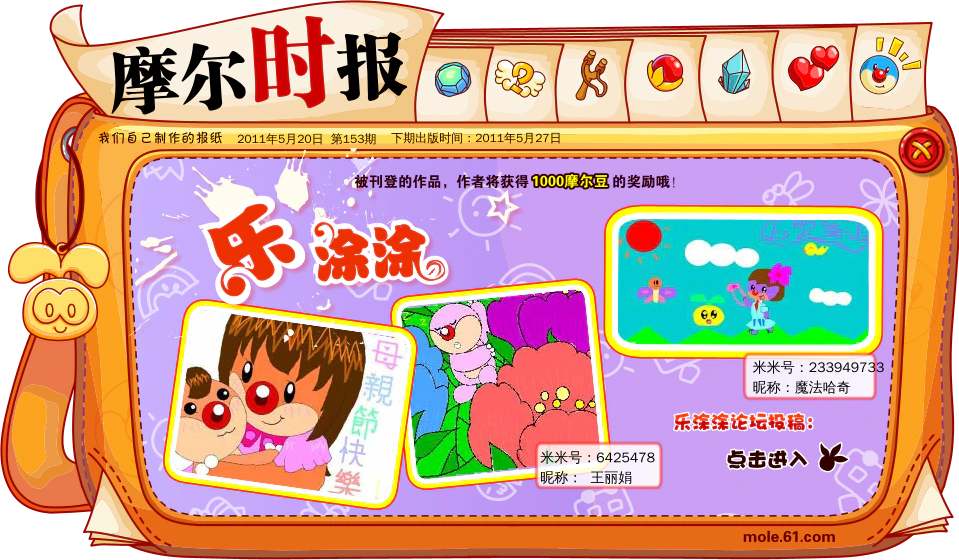 摩尔时报
我们自己制作的报纸 2011年5月20日 第153期 下期出版时间：2011年5月27日
被刊登的作品，作者将获得1000摩尔豆的奖励哦！
乐涂涂
母親節快樂
米米号：233949733
昵称：魔法哈奇
米米号：6425478
昵称： 王丽娟
乐涂涂论坛投稿：
点击进入
mole.61.com